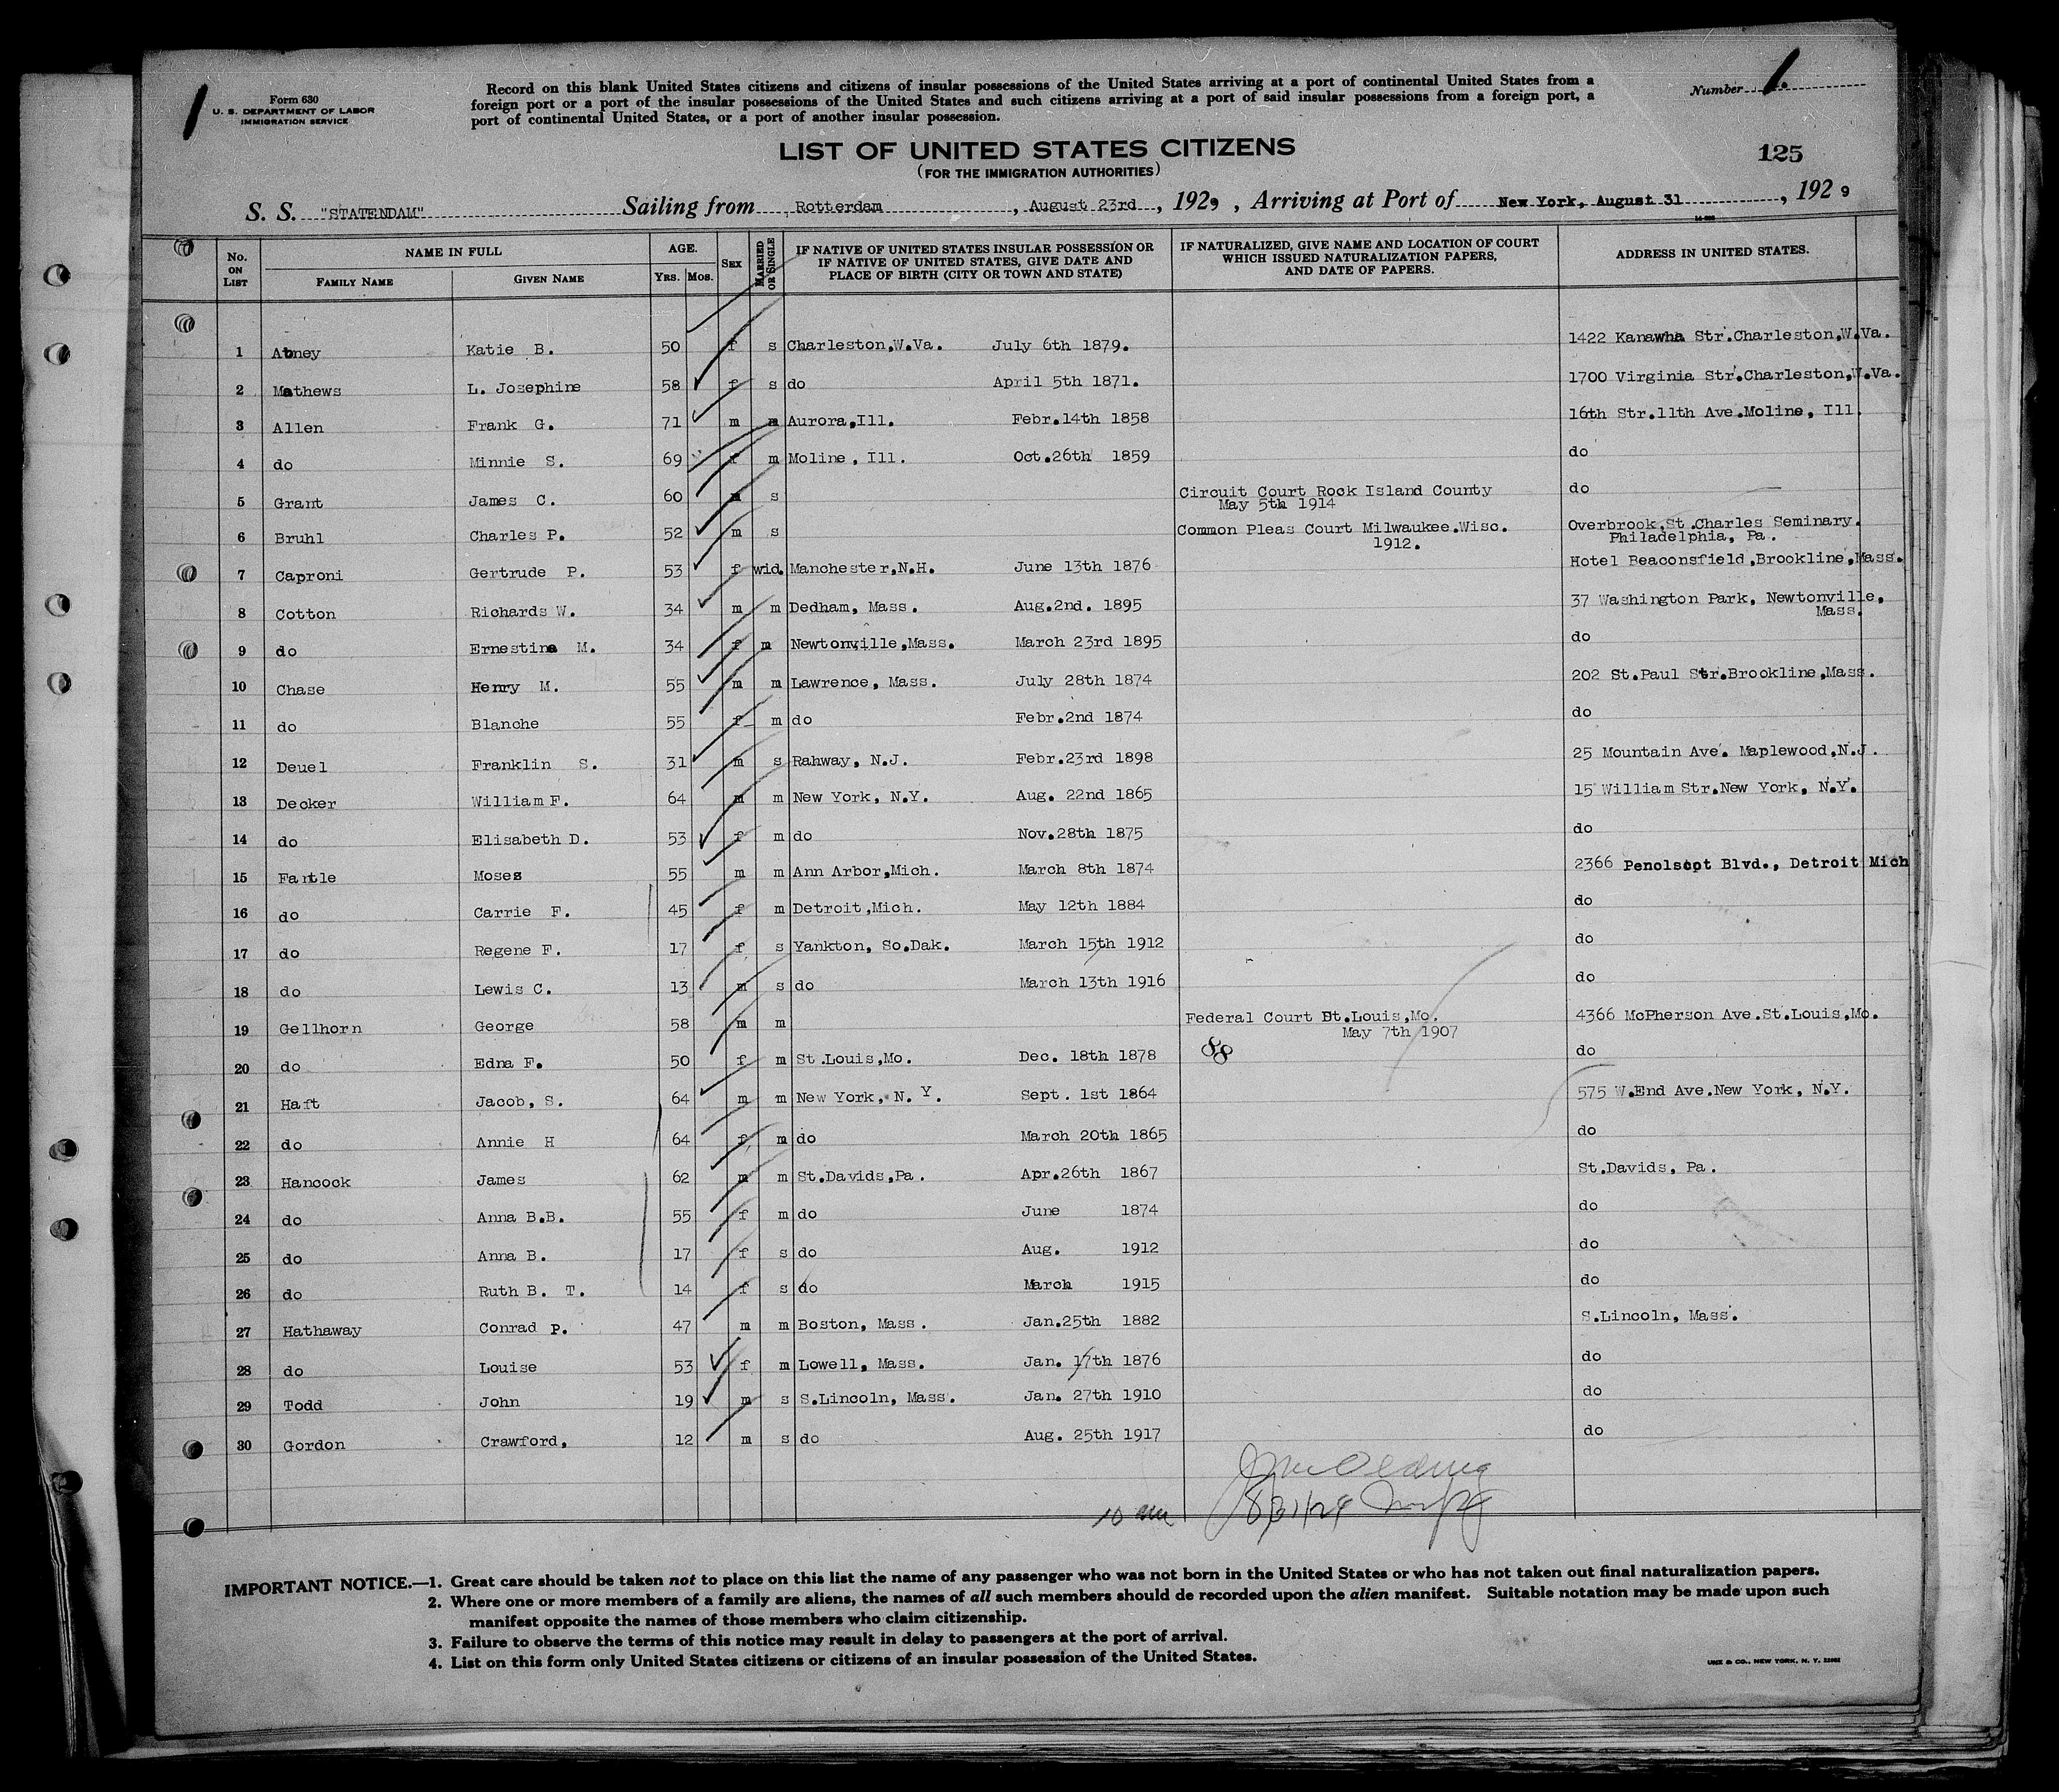 Form 630
U. S. DEPARTMENT OF LABOR
IMMIGRATION SERVICE
Record on this blank United States citizens and citizens of insular possessions of the United States arriving at a port of continental United States from a
foreign port or a port of the insular possessions of the United States and such citizens arriving at a port of said insular possessions from a foreign port, a
port of continental United States, or a port of another insular possession.
Number 1.
LIST OF UNITED STATES CITIZENS
(FOR THE IMMIGRATION AUTHORITIES)
125
S. S. "STATENDAM" Sailing from Rotterdam, August 23rd, 1929, Arriving at Port of New York, August 31, 1929
No. ON LIST NAME IN FULL FAMILY NAME GIVEN NAME AGE. YRS. MOS. SEX MARRIED OR SINGLE IF NATIVE OF UNITED STATES INSULAR POSSESSION OR IF NATIVE OF UNITED STATES, GIVE DATE AND PLACE OF BIRTH (CITY OR TOWN AND STATE) IF NATURALIZED, GIVE NAME AND LOCATION OF COURT WHICH ISSUED NATURALIZATION PAPERS, AND DATE OF PAPERS. ADDRESS IN UNITED STATES.
1 Abney Katie B. 50 f s Charleston,W.Va. July 6th 1879. 1422 Kanawha Str.Charleston,W.Va.
2 Mathews L. Josephine 58 f s do April 5th 1871. 1700 Virginia Str.Charleston,W.Va.
3 Allen Frank G. 71 m m Aurora,Ill. Febr.14th 1858 16th Str.11th Ave.Moline, Ill.
4 do Minnie S. 69 f m Moline, Ill. Oct.26th 1859 do
5 Grant James C. 60 m s Circuit Court Rock Island County May 5th 1914 do
6 Bruhl Charles P. 52 m s Common Pleas Court Milwaukee.Wisc. 1912. Overbrook,St.Charles Seminary. Philadelphia, Pa.
7 Caproni Gertrude P. 53 f wid. Manchester,N.H. June 13th 1876 Hotel Beaconsfield,Brookline,Mass.
8 Cotton Richards W. 34 m m Dedham, Mass. Aug.2nd. 1895 37 Washington Park, Newtonville, Mass.
9 do Ernestine M. 34 f m Newtonville,Mass. March 23rd 1895 do
10 Chase Henry M. 55 m m Lawrence, Mass. July 28th 1874 202 St.Paul Str.Brookline,Mass.
11 do Blanche 55 f m do Febr.2nd 1874 do
12 Deuel Franklin S. 31 m s Rahway, N.J. Febr.23rd 1898 25 Mountain Ave. Maplewood,N.J.
13 Decker William F. 64 m m New York, N.Y. Aug. 22nd 1865 15 William Str.New York, N.Y.
14 do Elisabeth D. 53 f m do Nov.28th 1875 do
15 Fantle Moses 55 m m Ann Arbor,Mich. March 8th 1874 2366 Penolscpt Blvd., Detroit Mich
16 do Carrie F. 45 f m Detroit,Mich. May 12th 1884 do
17 do Regene F. 17 f s Yankton, So.Dak. March 15th 1912 do
18 do Lewis C. 13 m s do March 13th 1916 do
19 Gellhorn George 58 m m Federal Court St.Louis,Mo. May 7th 1907 4366 McPherson Ave.St.Louis,Mo.
20 do Edna F. 50 f m St.Louis,Mo. Dec. 18th 1878 do
21 Haft Jacob, S. 64 m m New York, N. Y. Sept. 1st 1864 575 W.End Ave.New York, N.Y.
22 do Annie H 64 f m do March 20th 1865 do
23 Hancock James 62 m m St.Davids,Pa. Apr.26th 1867 St.Davids, Pa.
24 do Anna B.B. 55 f m do June 1874 do
25 do Anna B. 17 f s do Aug. 1912 do
26 do Ruth B. T. 14 f s do March 1915 do
27 Hathaway Conrad P. 47 m m Boston, Mass. Jan.25th 1882 S.Lincoln, Mass.
28 do Louise 53 f m Lowell, Mass. Jan. 17th 1876 do
29 Todd John 19 m s S.Lincoln, Mass. Jan. 27th 1910 do
30 Gordon Crawford, 12 m s do Aug. 25th 1917 do
8/31/29
IMPORTANT NOTICE.—1. Great care should be taken not to place on this list the name of any passenger who was not born in the United States or who has not taken out final naturalization papers.
2. Where one or more members of a family are aliens, the names of all such members should de recorded upon the alien manifest. Suitable notation may be made upon such
manifest opposite the names of those members who claim citizenship.
3. Failure to observe the terms of this notice may result in delay to passengers at the port of arrival.
4. List on this form only United States citizens or citizens of an insular possession of the United States.